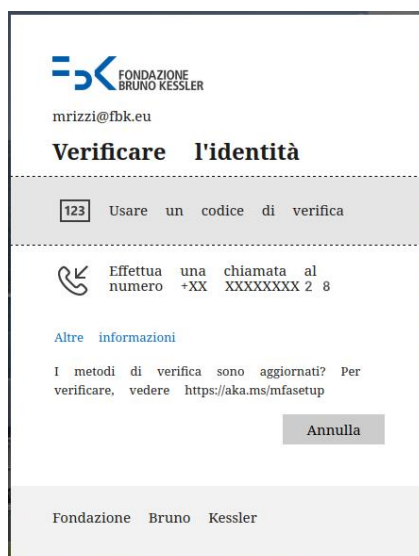 FBK FONDAZIONE
BRUNO KESSLER
mrizzi@fbk.eu
Verificare l'identità
123 Usare un codice di verifica
Effettua una chiamata al
numero +XX XXXXXXXX 2 8
Altre informazioni
I metodi di verifica sono aggiornati? Per
verificare, vedere https://aka.ms/mfasetup
Annulla
Fondazione Bruno Kessler